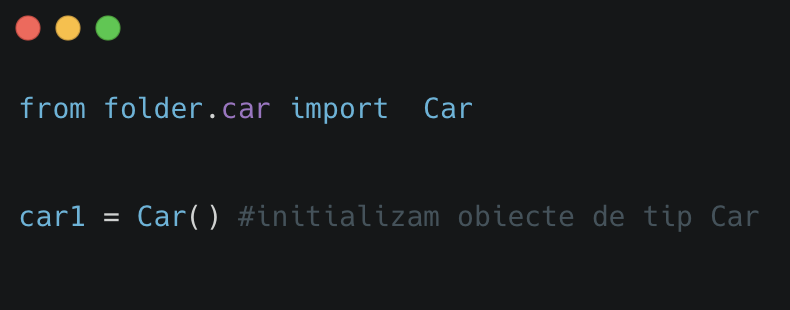 from folder.car import  Car
car1 = Car() #initializam obiecte de tip Car